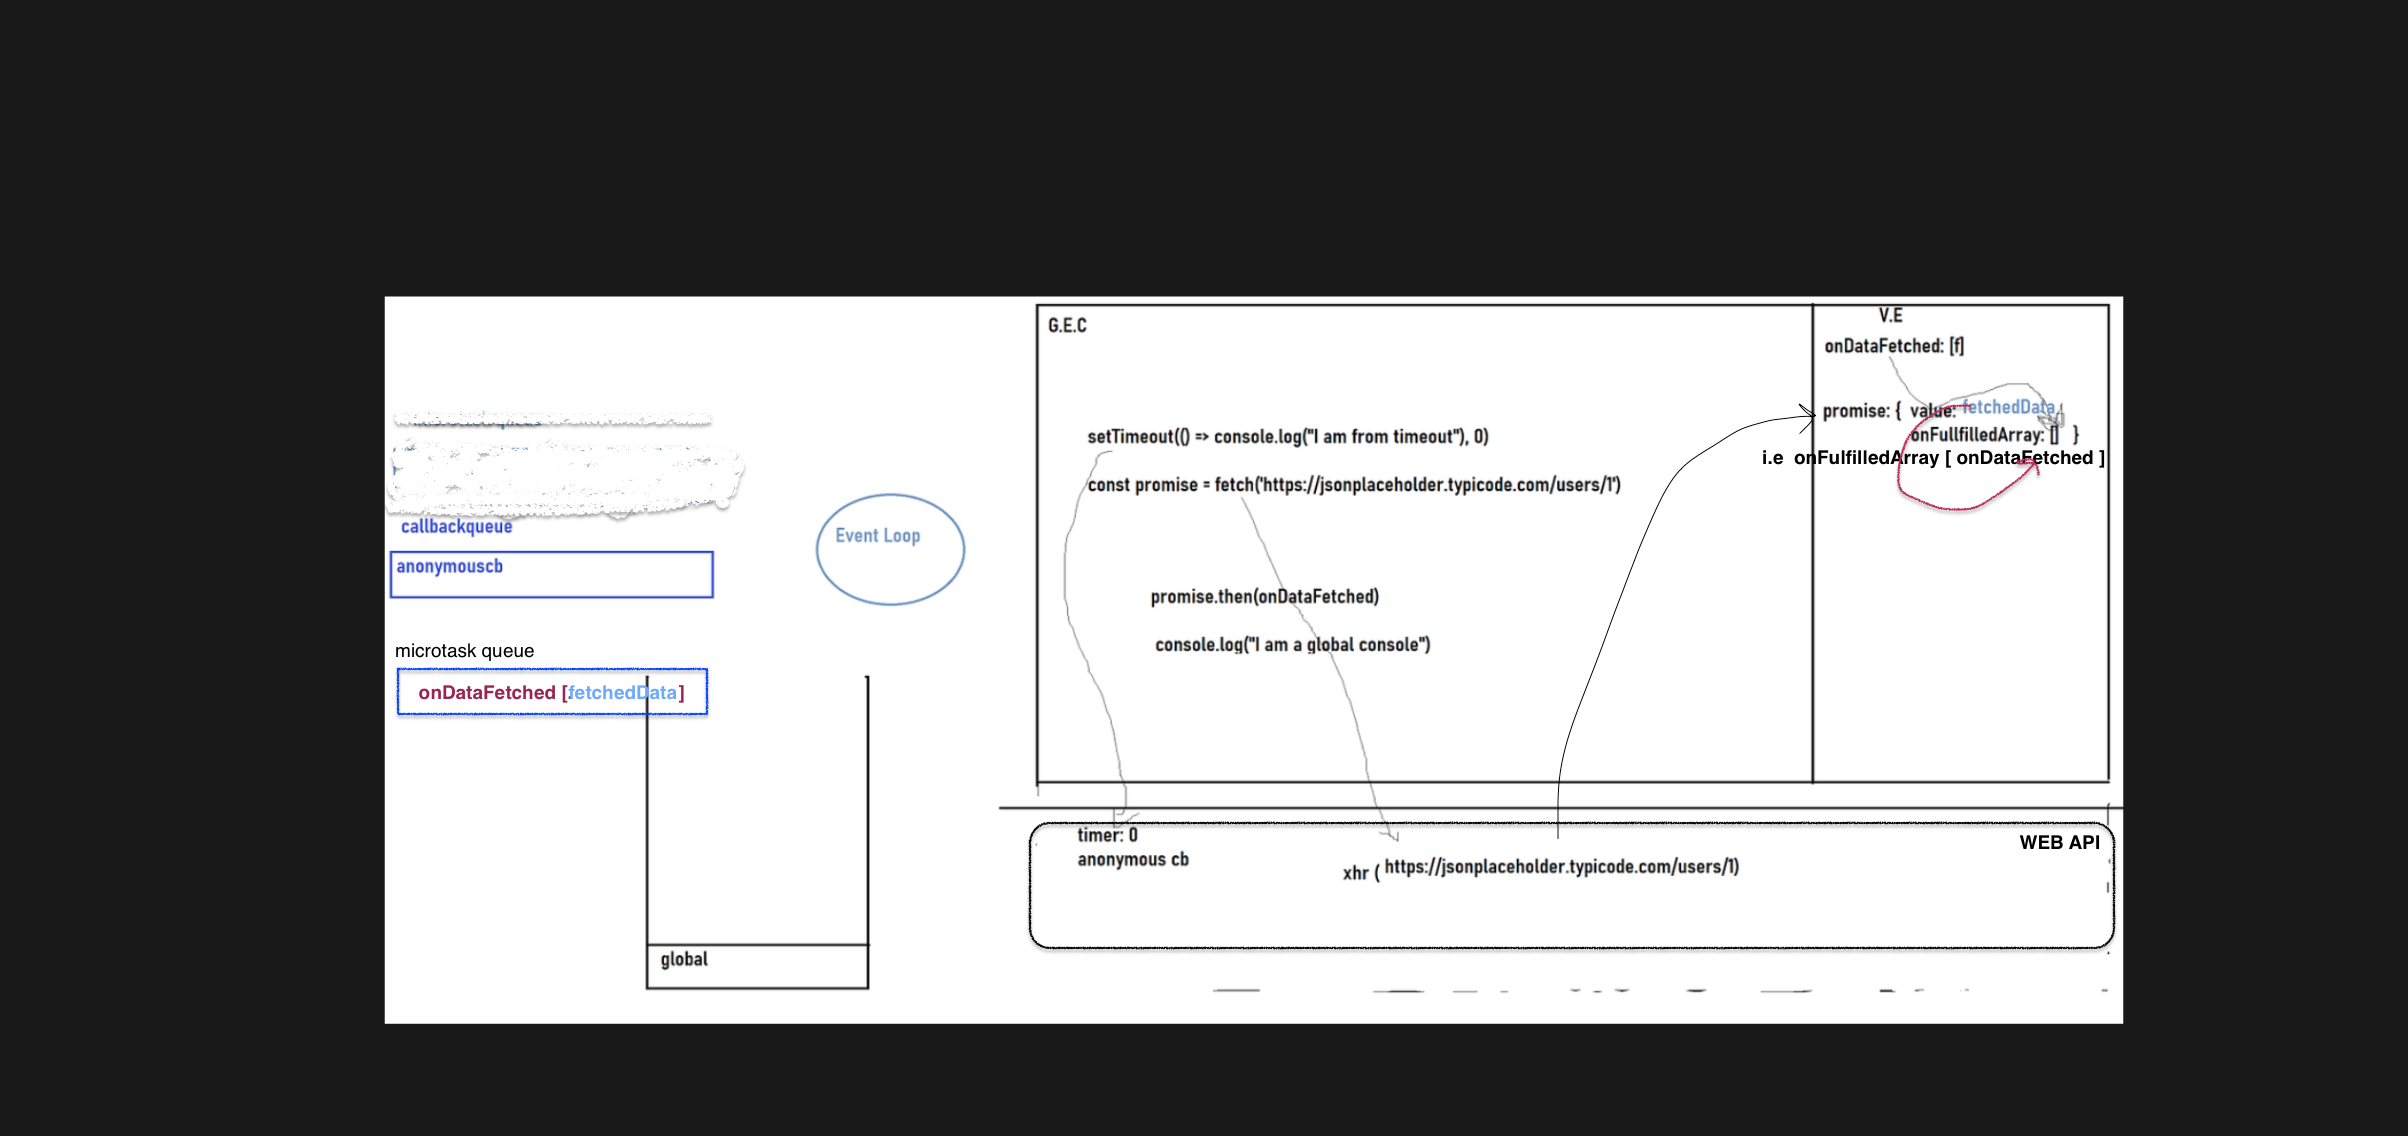 G.E.C
V.E
onDataFetched: [f]
promise: { value: fetchedData
onFullfilledArray: [] }
i.e onFulfilledArray [ onDataFetched ]
setTimeout(() => console.log("I am from timeout"), 0)
const promise = fetch('https://jsonplaceholder.typicode.com/users/1')
promise.then(onDataFetched)
console.log("I am a global console")
callbackqueue
anonymouscb
Event Loop
microtask queue
onDataFetched [fetchedData]
global
timer: 0
anonymous cb
xhr ( https://jsonplaceholder.typicode.com/users/1)
WEB API